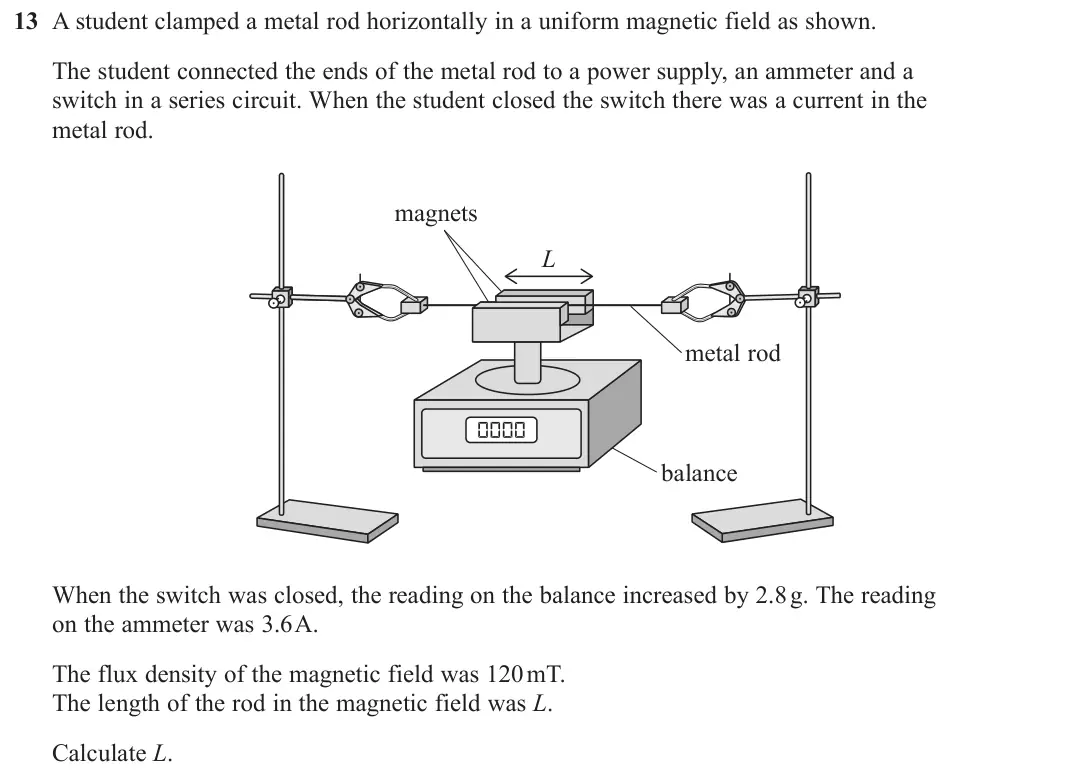 13 A student clamped a metal rod horizontally in a uniform magnetic field as shown.
The student connected the ends of the metal rod to a power supply, an ammeter and a
switch in a series circuit. When the student closed the switch there was a current in the
metal rod.
magnets
L
metal rod
0000
balance
When the switch was closed, the reading on the balance increased by 2.8 g. The reading
on the ammeter was 3.6 A.
The flux density of the magnetic field was 120 mT.
The length of the rod in the magnetic field was L.
Calculate L.